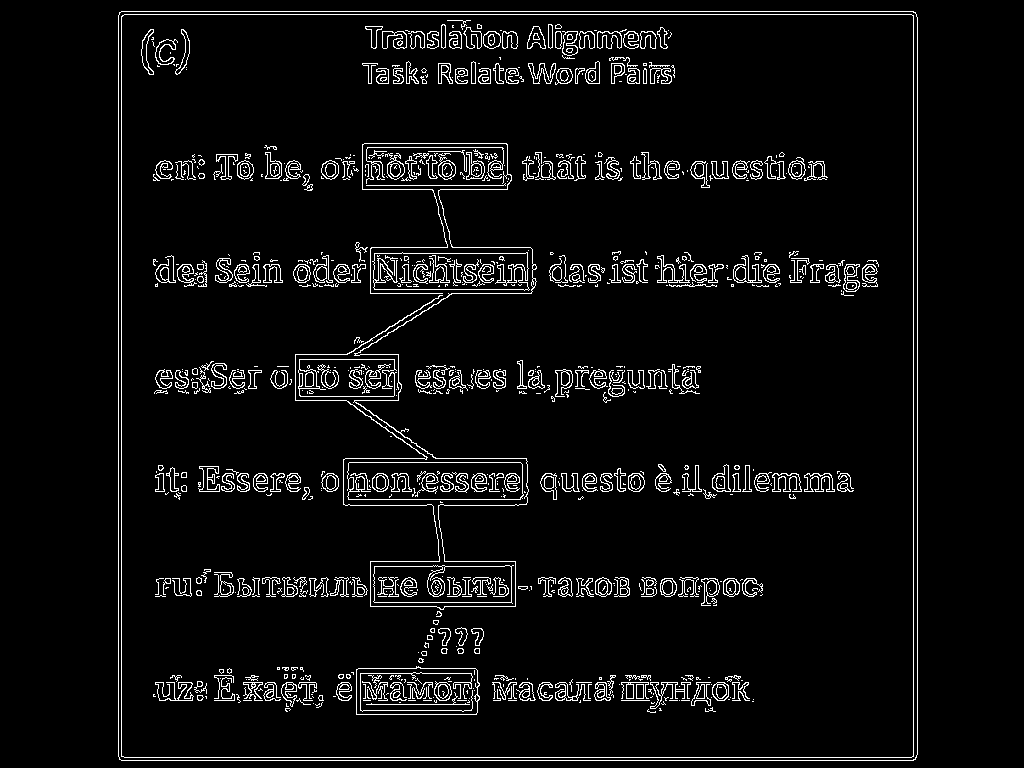 (c)
Translation Alignment
Task: Relate Word Pairs
en: To be, or not to be, that is the question
de: Sein oder Nichtsein; das ist hier die Frage
es: Ser o no ser, esa es la pregunta
it: Essere, o non essere, questo è il dilemma
ru: Быть иль не быть - таков вопрос
???
uz: Ё ҳаёт, ё мамот: масала шундоқ